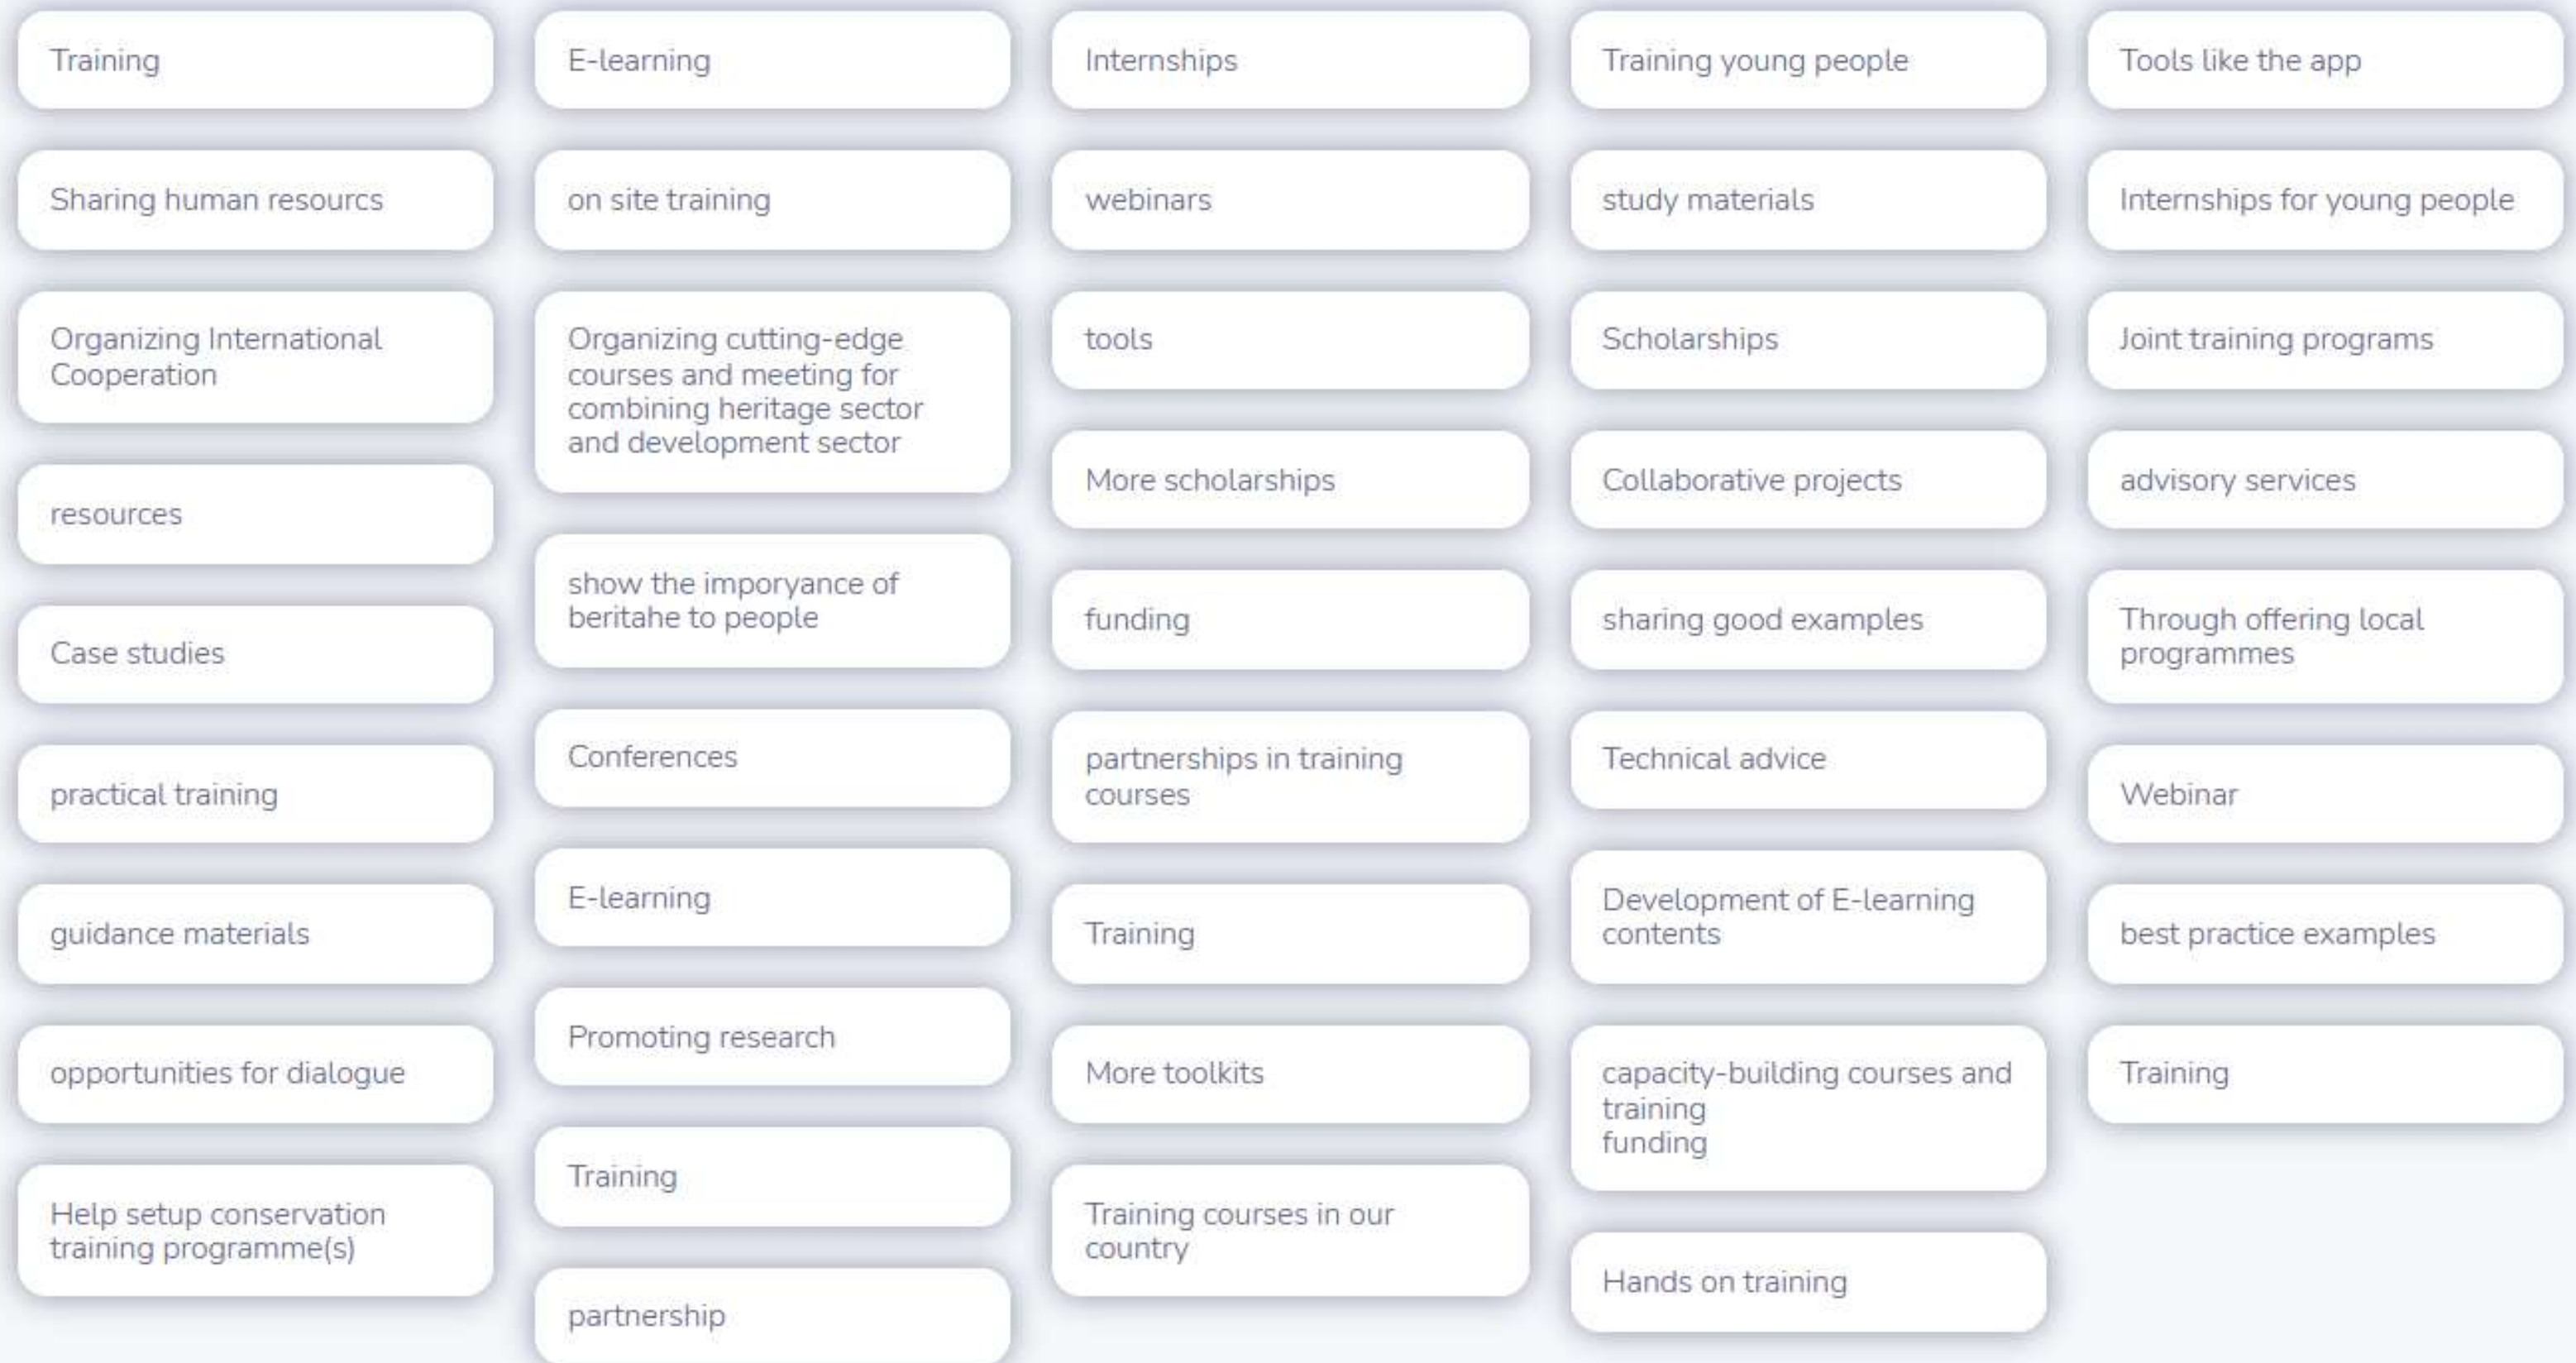 Training
E-learning
Internships
Training young people
Tools like the app
Sharing human resourcs
on site training
webinars
study materials
Internships for young people
Organizing International
Cooperation
Organizing cutting-edge
courses and meeting for
combining heritage sector
and development sector
tools
Scholarships
Joint training programs
More scholarships
Collaborative projects
advisory services
resources
show the imporyance of
beritahe to people
funding
sharing good examples
Through offering local
programmes
Case studies
Conferences
partnerships in training
courses
Technical advice
Webinar
practical training
E-learning
Training
Development of E-learning
contents
best practice examples
guidance materials
Promoting research
More toolkits
capacity-building courses and
training
funding
Training
opportunities for dialogue
Training
Training courses in our
country
Hands on training
Help setup conservation
training programme(s)
partnership